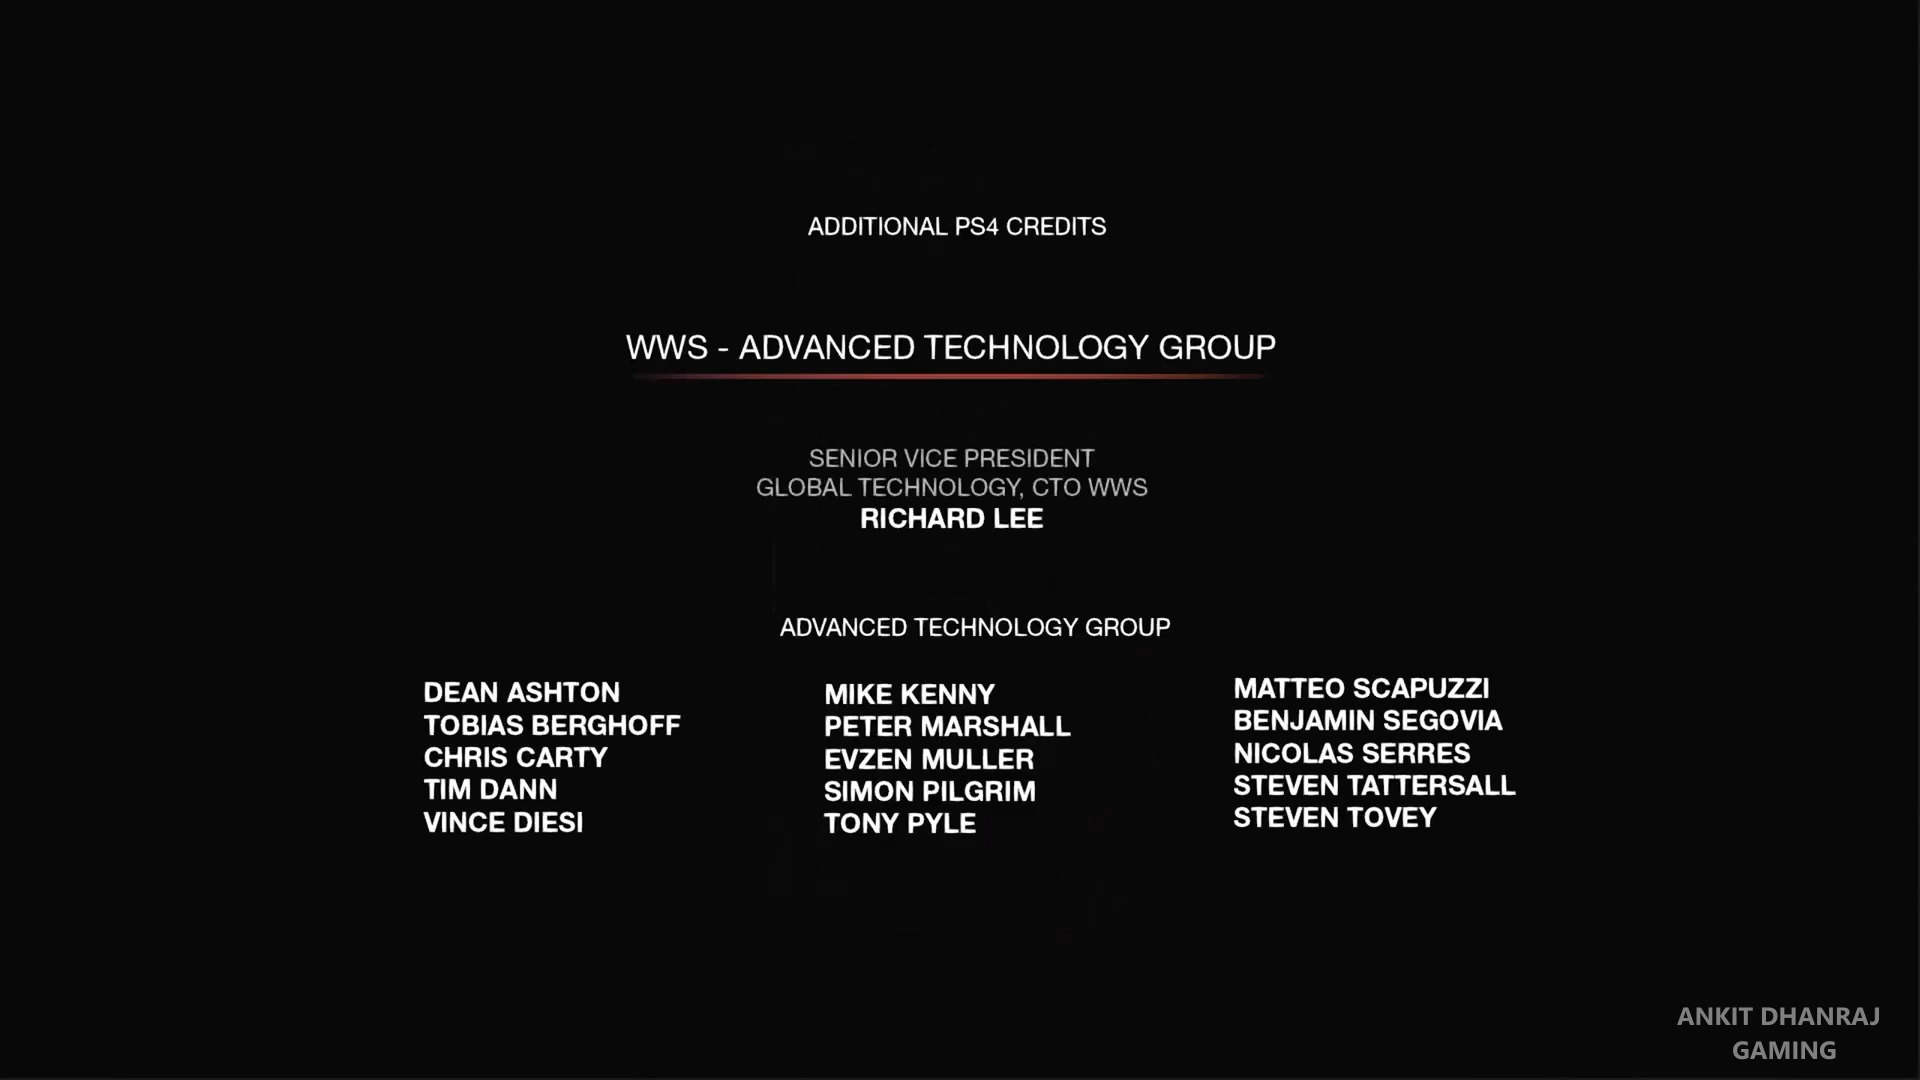 ADDITIONAL PS4 CREDITS
WWS - ADVANCED TECHNOLOGY GROUP
SENIOR VICE PRESIDENT
GLOBAL TECHNOLOGY, CTO WWS
RICHARD LEE
ADVANCED TECHNOLOGY GROUP
DEAN ASHTON
TOBIAS BERGHOFF
CHRIS CARTY
TIM DANN
VINCE DIESI
MIKE KENNY
PETER MARSHALL
EVZEN MULLER
SIMON PILGRIM
TONY PYLE
MATTEO SCAPUZZI
BENJAMIN SEGOVIA
NICOLAS SERRES
STEVEN TATTERSALL
STEVEN TOVEY
ANKIT DHANRAJ
GAMING